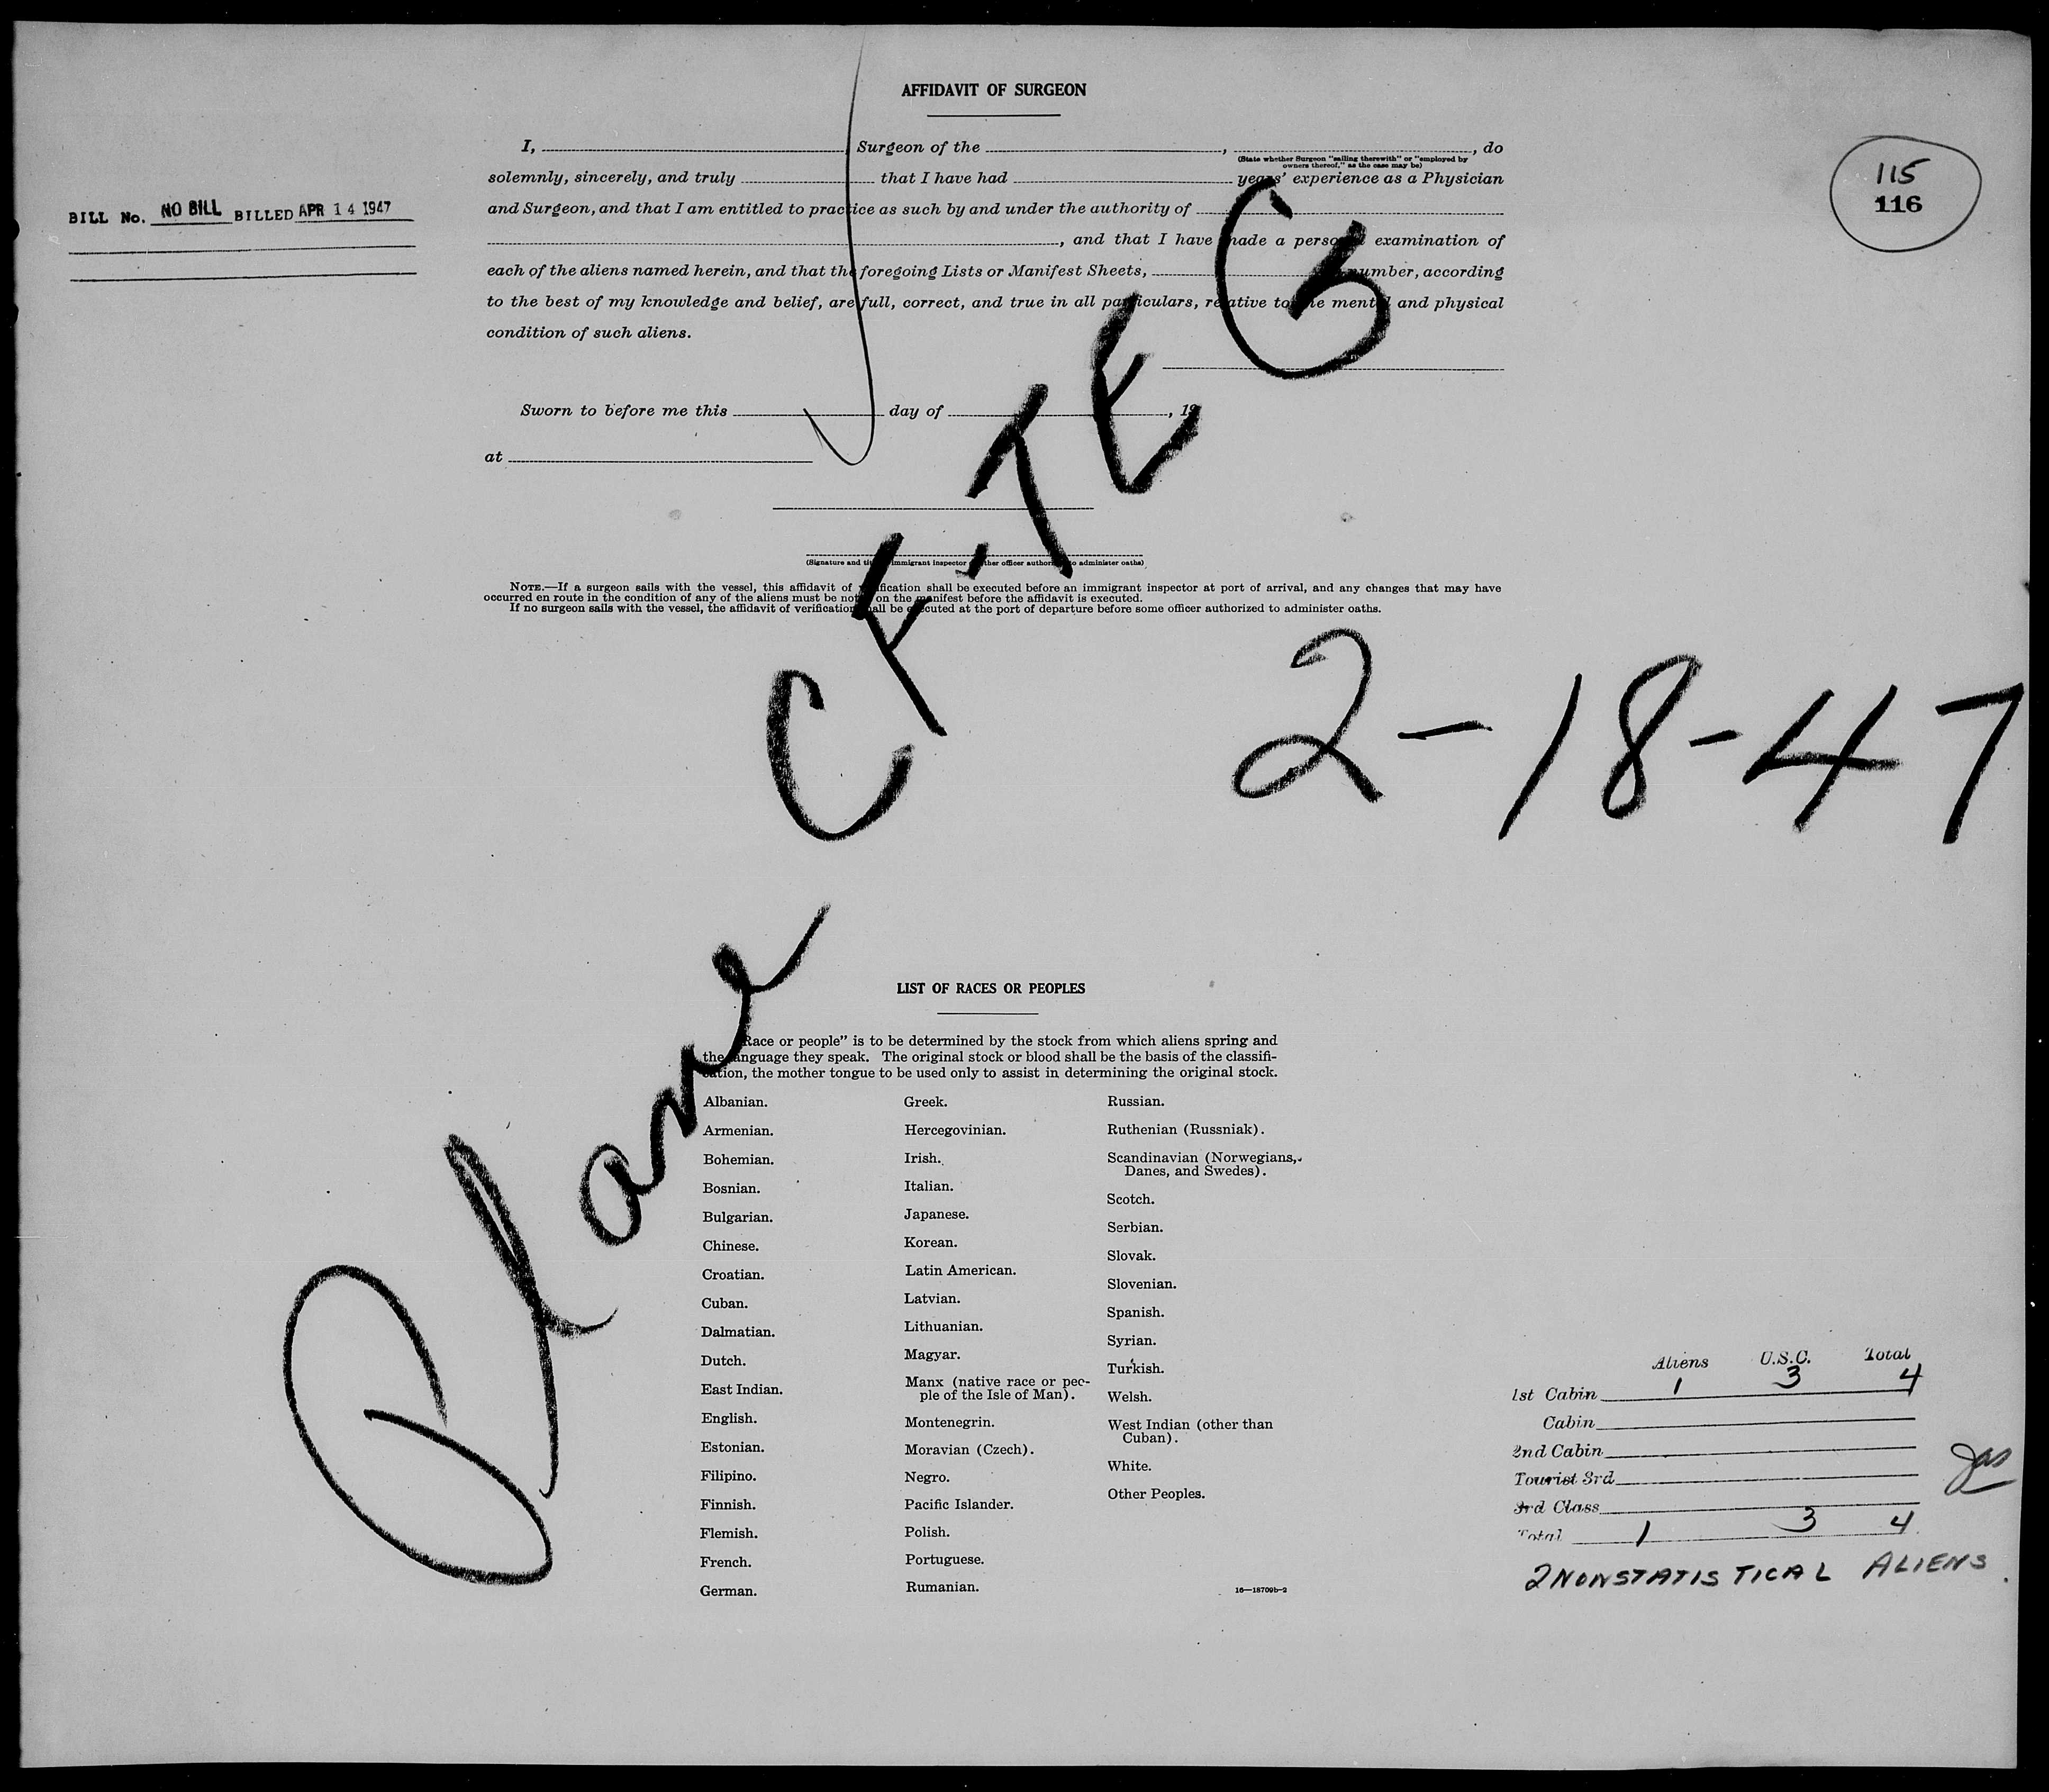 AFFIDAVIT OF SURGEON
I, Surgeon of the , , do
(State whether Surgeon "sailing therewith" or "employed by
owners thereof," as the case may be)
solemnly, sincerely, and truly that I have had years' experience as a Physician
and Surgeon, and that I am entitled to practice as such by and under the authority of
, and that I have made a personal examination of
each of the aliens named herein, and that the foregoing Lists or Manifest Sheets, number, according
to the best of my knowledge and belief, are full, correct, and true in all particulars, relative to the mental and physical
condition of such aliens.
Sworn to before me this day of , 19
at
(Signature and title immigrant inspector or other officer authorized to administer oaths)
NOTE.—If a surgeon sails with the vessel, this affidavit of verification shall be executed before an immigrant inspector at port of arrival, and any changes that may have
occurred en route in the condition of any of the aliens must be noted on the manifest before the affidavit is executed.
If no surgeon sails with the vessel, the affidavit of verification shall be executed at the port of departure before some officer authorized to administer oaths.
BILL No. NO BILL BILLED APR 14 1947
115
116
Plane CF-TEG
2-18-47
LIST OF RACES OR PEOPLES
"Race or people" is to be determined by the stock from which aliens spring and
the language they speak. The original stock or blood shall be the basis of the classifi-
cation, the mother tongue to be used only to assist in determining the original stock.
Albanian.
Armenian.
Bohemian.
Bosnian.
Bulgarian.
Chinese.
Croatian.
Cuban.
Dalmatian.
Dutch.
East Indian.
English.
Estonian.
Filipino.
Finnish.
Flemish.
French.
German.
Greek.
Hercegovinian.
Irish.
Italian.
Japanese.
Korean.
Latin American.
Latvian.
Lithuanian.
Magyar.
Manx (native race or peo-
ple of the Isle of Man).
Montenegrin.
Moravian (Czech).
Negro.
Pacific Islander.
Polish.
Portuguese.
Rumanian.
Russian.
Ruthenian (Russniak).
Scandinavian (Norwegians,
Danes, and Swedes).
Scotch.
Serbian.
Slovak.
Slovenian.
Spanish.
Syrian.
Turkish.
Welsh.
West Indian (other than
Cuban).
White.
Other Peoples.
16—18709b-2
Aliens U.S.C. Total
1st Cabin 1 3 4
Cabin
2nd Cabin
Tourist 3rd
3rd Class
Total 1 3 4
2 NONSTATISTICAL ALIENS.